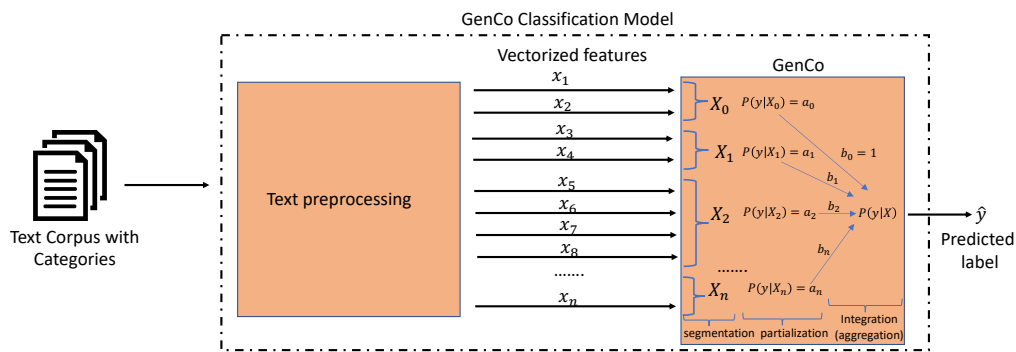 GenCo Classification Model
Vectorized features
GenCo
x₁
x₂
x₃
x₄
x₅
x₆
x₇
x₈
.......
xₙ
Text preprocessing
Text Corpus with
Categories
X₀ P(y|X₀) = a₀
b₀ = 1
X₁ P(y|X₁) = a₁
b₁
X₂ P(y|X₂) = a₂ b₂ P(y|X)
bₙ
.......
Xₙ P(y|Xₙ) = aₙ
segmentation partialization Integration
(aggregation)
ŷ
Predicted
label